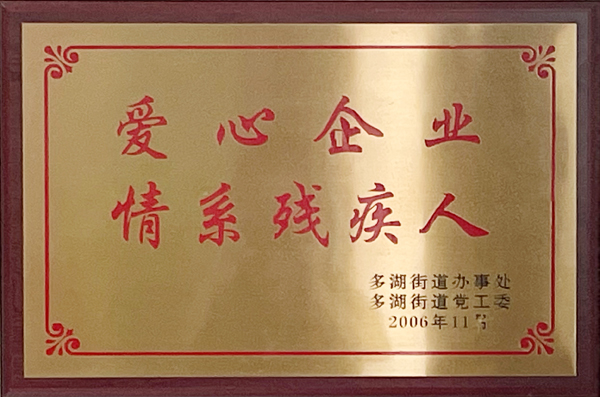 爱心企业
情系残疾人
多湖街道办事处
多湖街道党工委
2006年11